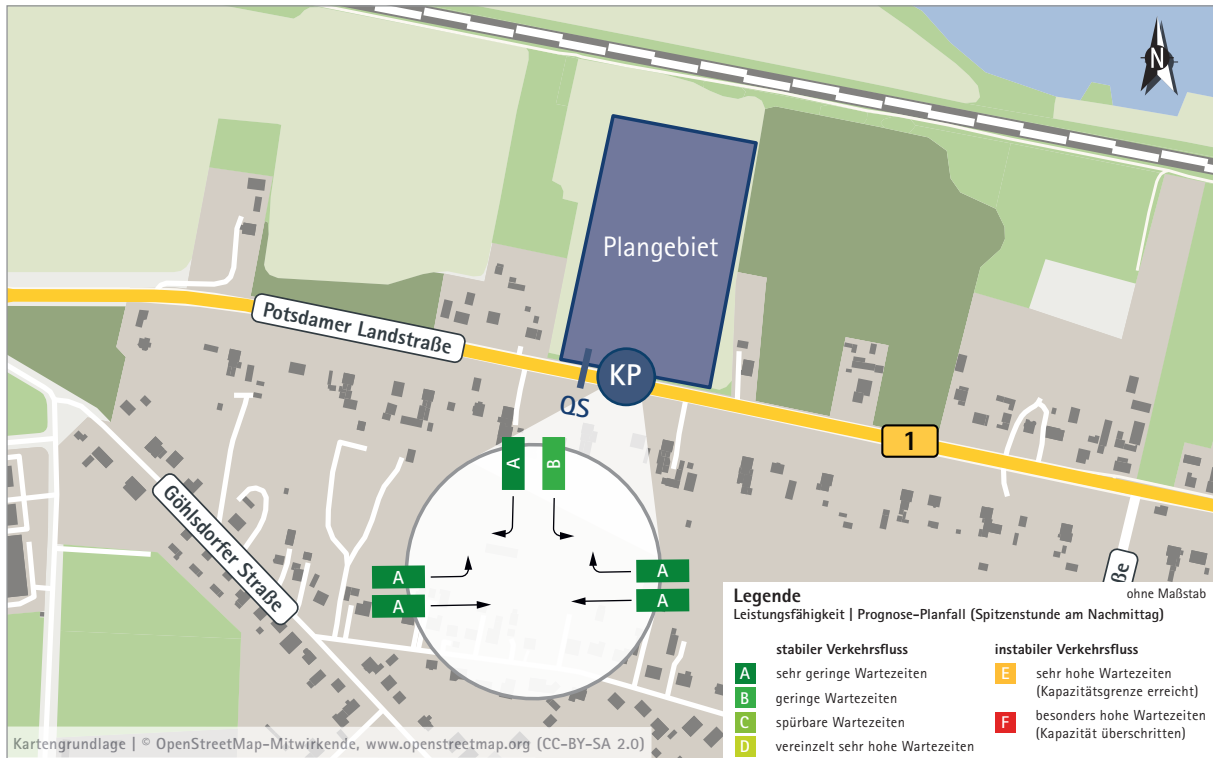 N
Plangebiet
Potsdamer Landstraße
KP
QS
1
A
B
Göhlsdorfer Straße
A
A
A
A
ße
Legende
ohne Maßstab
Leistungsfähigkeit | Prognose-Planfall (Spitzenstunde am Nachmittag)
stabiler Verkehrsfluss
A sehr geringe Wartezeiten
B geringe Wartezeiten
C spürbare Wartezeiten
D vereinzelt sehr hohe Wartezeiten
instabiler Verkehrsfluss
E sehr hohe Wartezeiten
(Kapazitätsgrenze erreicht)
F besonders hohe Wartezeiten
(Kapazität überschritten)
Kartengrundlage | © OpenStreetMap-Mitwirkende, www.openstreetmap.org (CC-BY-SA 2.0)